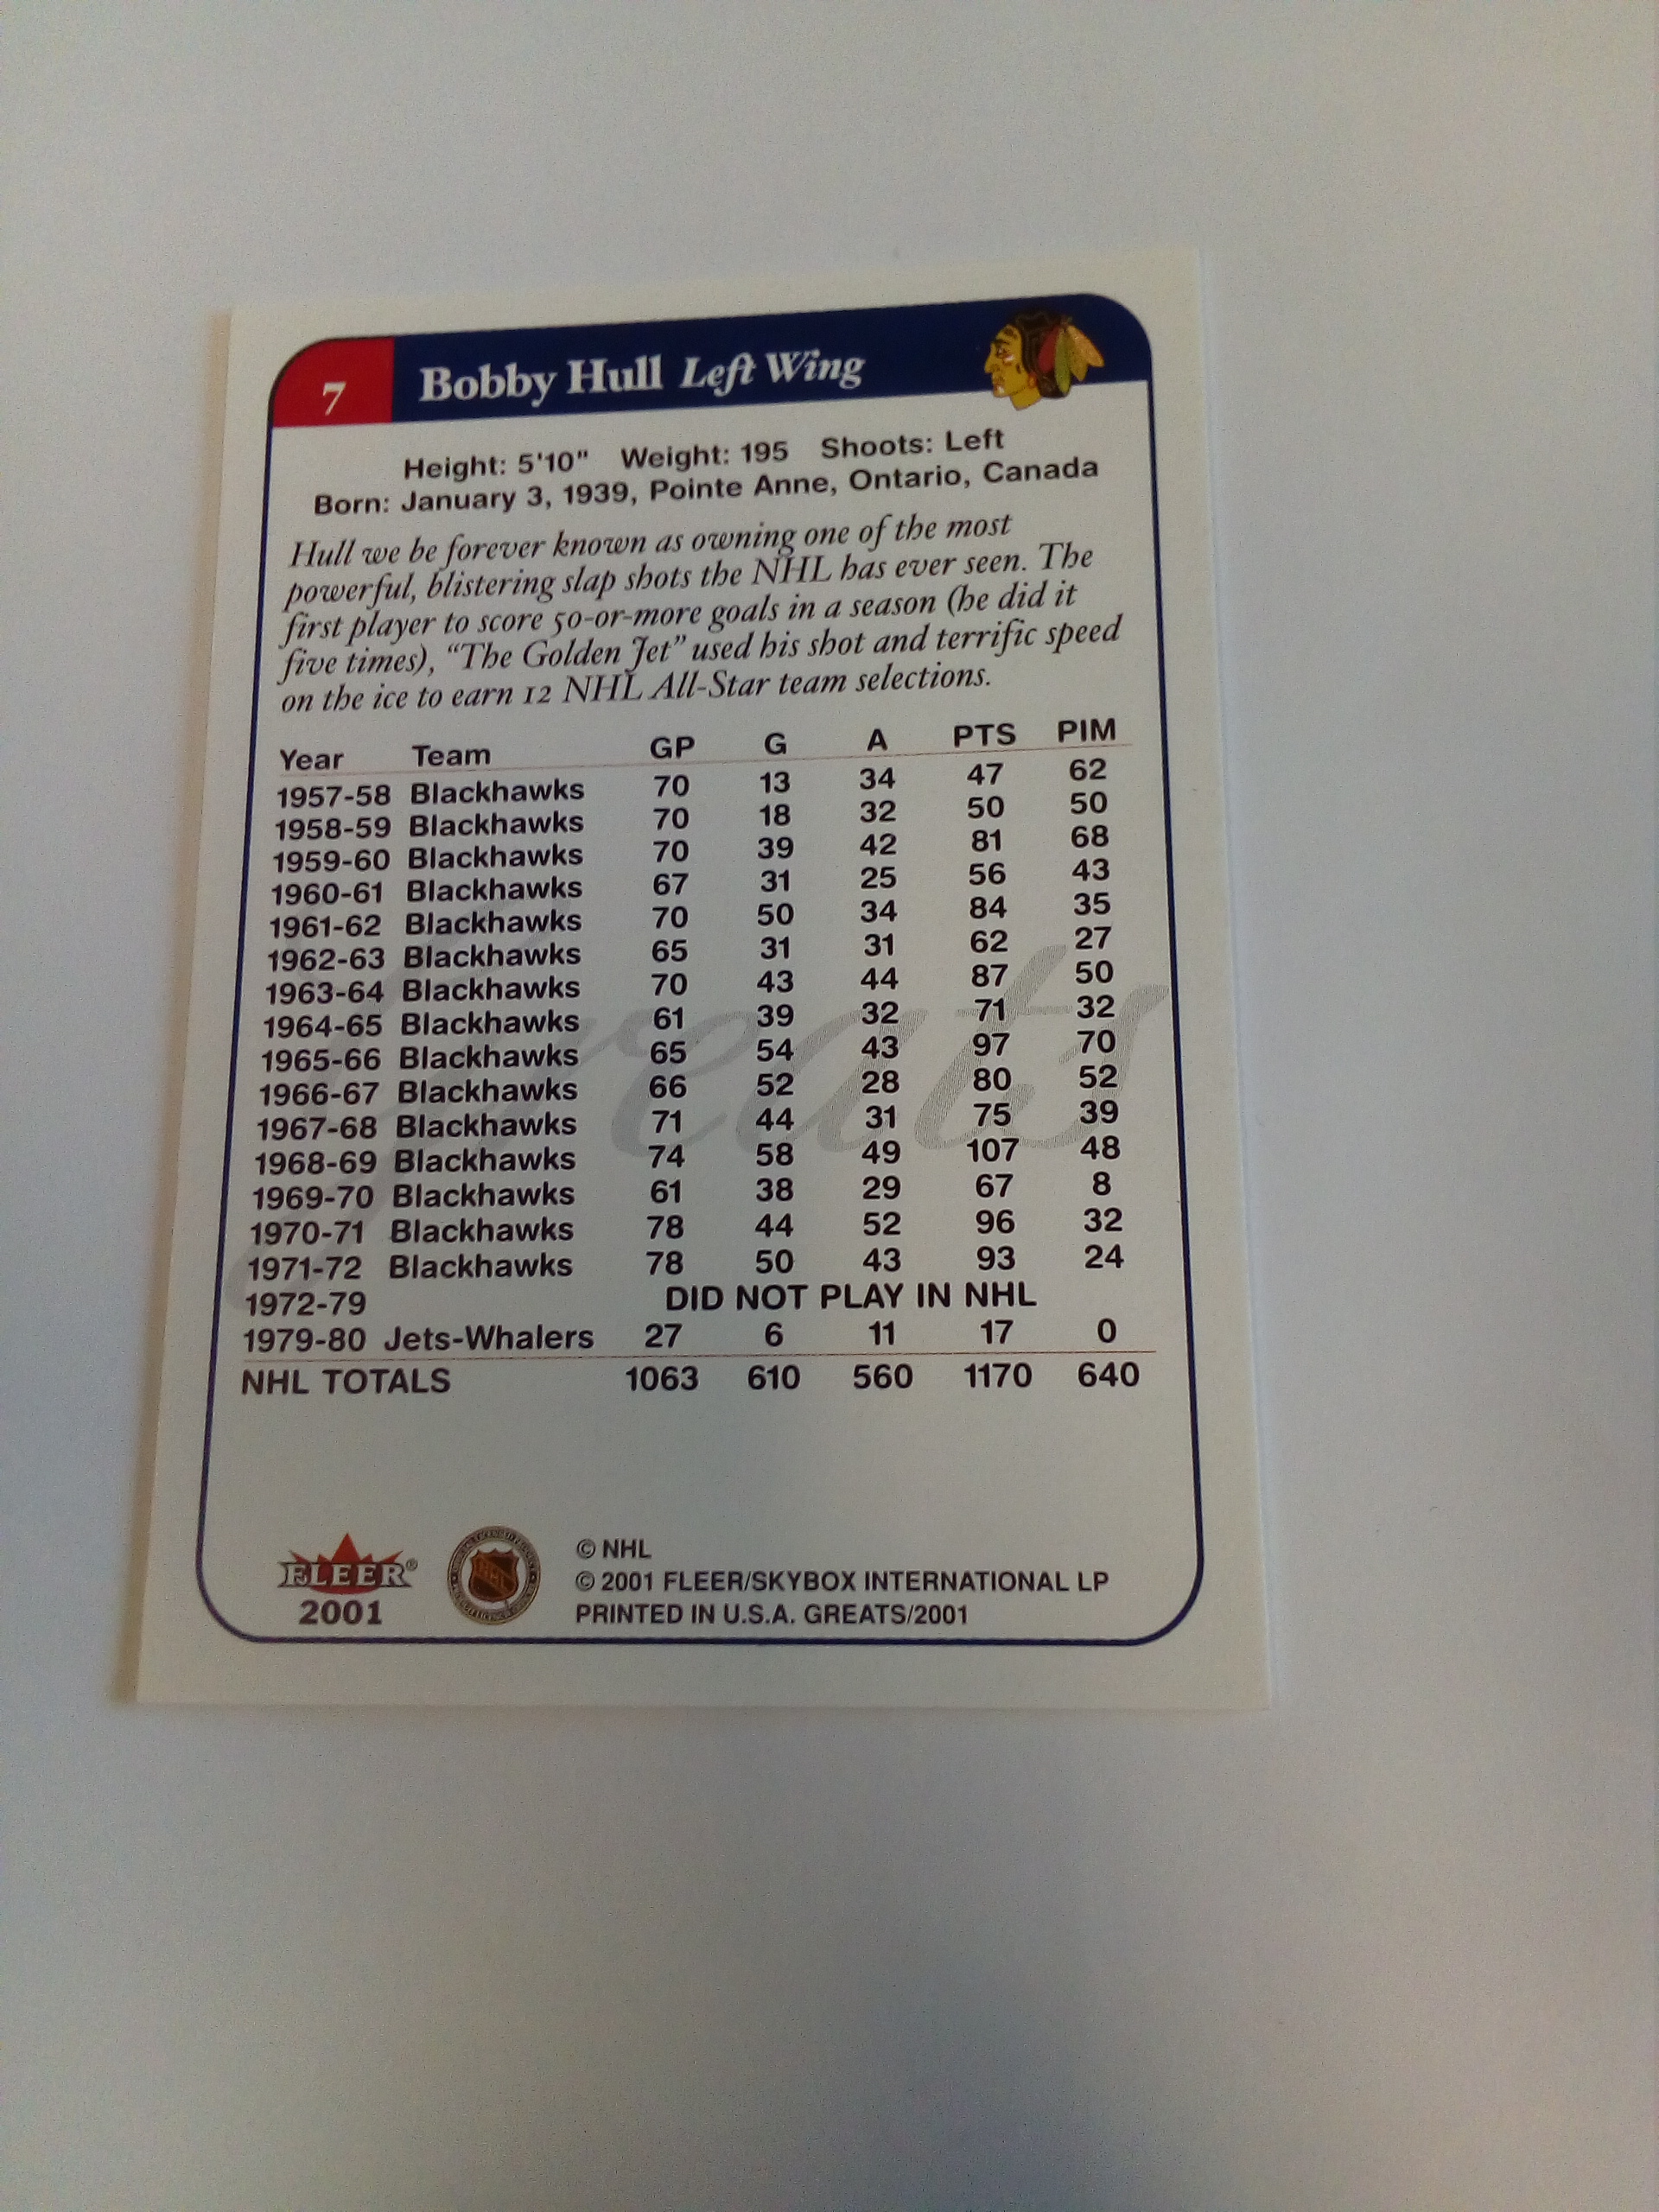 7 Bobby Hull Left Wing
Height: 5'10" Weight: 195 Shoots: Left
Born: January 3, 1939, Pointe Anne, Ontario, Canada
Hull we be forever known as owning one of the most
powerful, blistering slap shots the NHL has ever seen. The
first player to score 50-or-more goals in a season (he did it
five times), “The Golden Jet” used his shot and terrific speed
on the ice to earn 12 NHL All-Star team selections.
Year Team GP G A PTS PIM
1957-58 Blackhawks 70 13 34 47 62
1958-59 Blackhawks 70 18 32 50 50
1959-60 Blackhawks 70 39 42 81 68
1960-61 Blackhawks 67 31 25 56 43
1961-62 Blackhawks 70 50 34 84 35
1962-63 Blackhawks 65 31 31 62 27
1963-64 Blackhawks 70 43 44 87 50
1964-65 Blackhawks 61 39 32 71 32
1965-66 Blackhawks 65 54 43 97 70
1966-67 Blackhawks 66 52 28 80 52
1967-68 Blackhawks 71 44 31 75 39
1968-69 Blackhawks 74 58 49 107 48
1969-70 Blackhawks 61 38 29 67 8
1970-71 Blackhawks 78 44 52 96 32
1971-72 Blackhawks 78 50 43 93 24
1972-79 DID NOT PLAY IN NHL
1979-80 Jets-Whalers 27 6 11 17 0
NHL TOTALS 1063 610 560 1170 640
Greats
FLEER®
2001
NHL
© NHL
© 2001 FLEER/SKYBOX INTERNATIONAL LP
PRINTED IN U.S.A. GREATS/2001